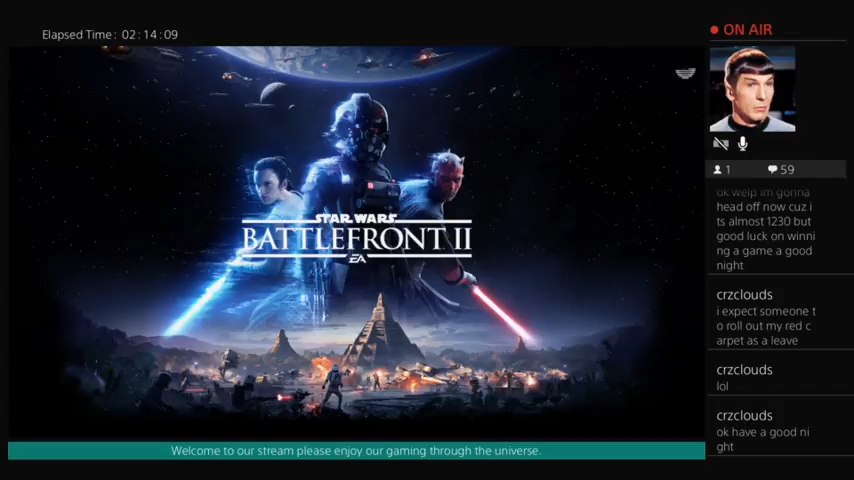 Elapsed Time: 02:14:09
ON AIR
STAR WARS
BATTLEFRONT II
EA
1
59
ok welp im gonna
head off now cuz i
ts almost 1230 but
good luck on winni
ng a game a good
night
crzclouds
i expect someone t
o roll out my red c
arpet as a leave
crzclouds
lol
crzclouds
ok have a good ni
ght
Welcome to our stream please enjoy our gaming through the universe.